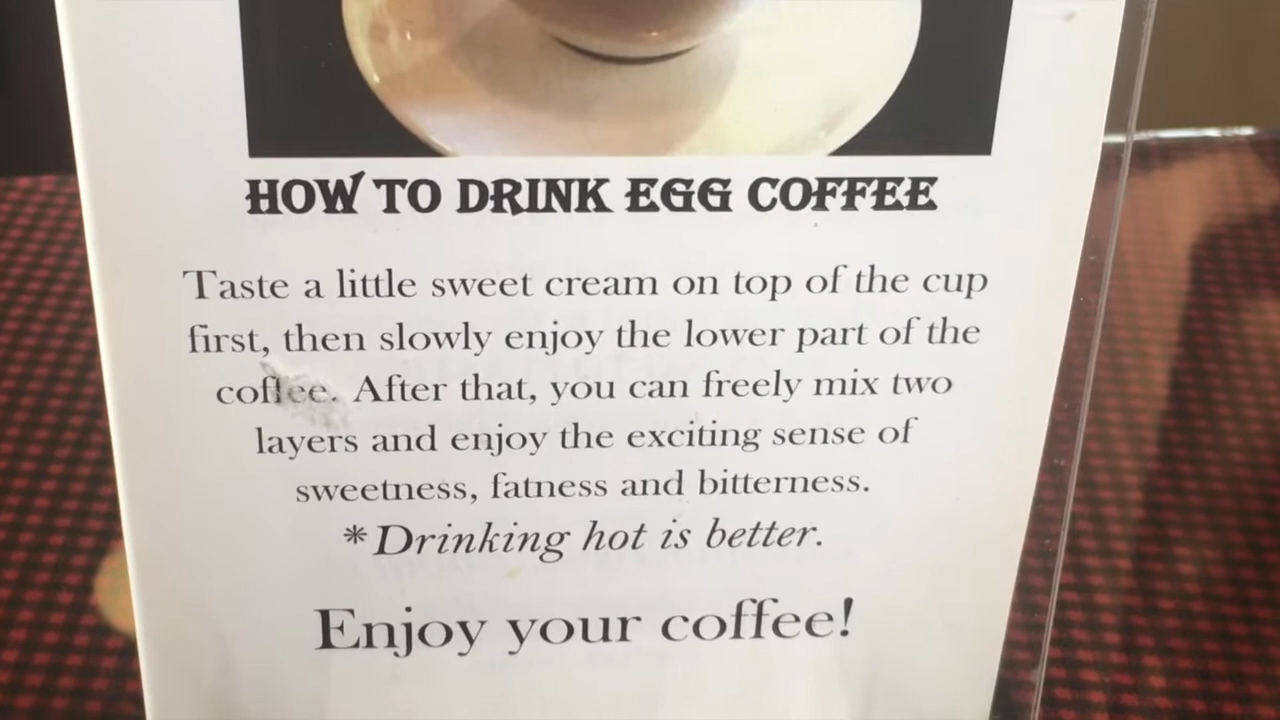 HOW TO DRINK EGG COFFEE
Taste a little sweet cream on top of the cup
first, then slowly enjoy the lower part of the
coffee. After that, you can freely mix two
layers and enjoy the exciting sense of
sweetness, fatness and bitterness.
*Drinking hot is better.
Enjoy your coffee!